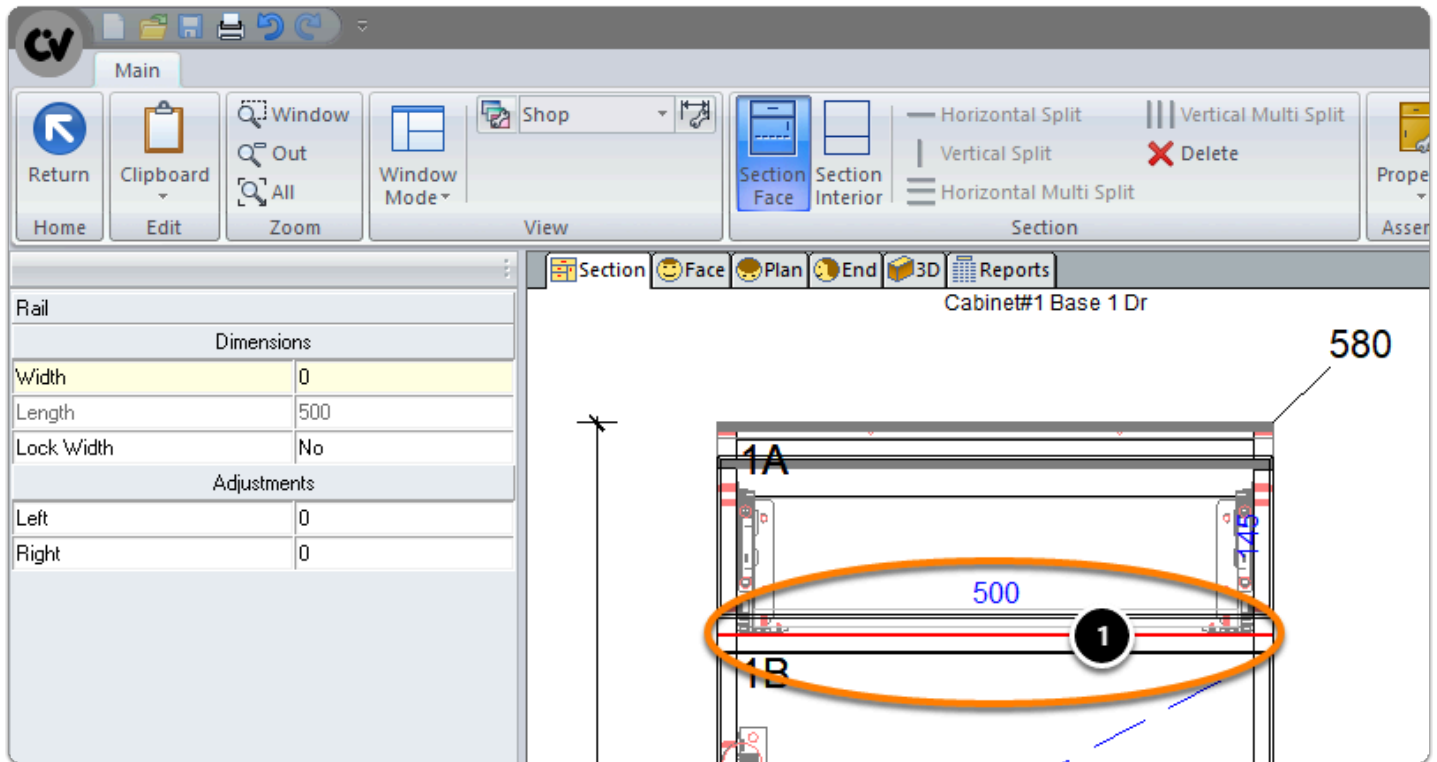 CV
Main
Return
Home
Clipboard
Edit
Window
Out
All
Zoom
Window
Mode
Shop
View
Section
Face
Section
Interior
Horizontal Split
Vertical Split
Horizontal Multi Split
Vertical Multi Split
Delete
Section
Prope
Asser
Section Face Plan End 3D Reports
Rail
Dimensions
Width 0
Length 500
Lock Width No
Adjustments
Left 0
Right 0
Cabinet#1 Base 1 Dr
580
1A
145
500
1
1B